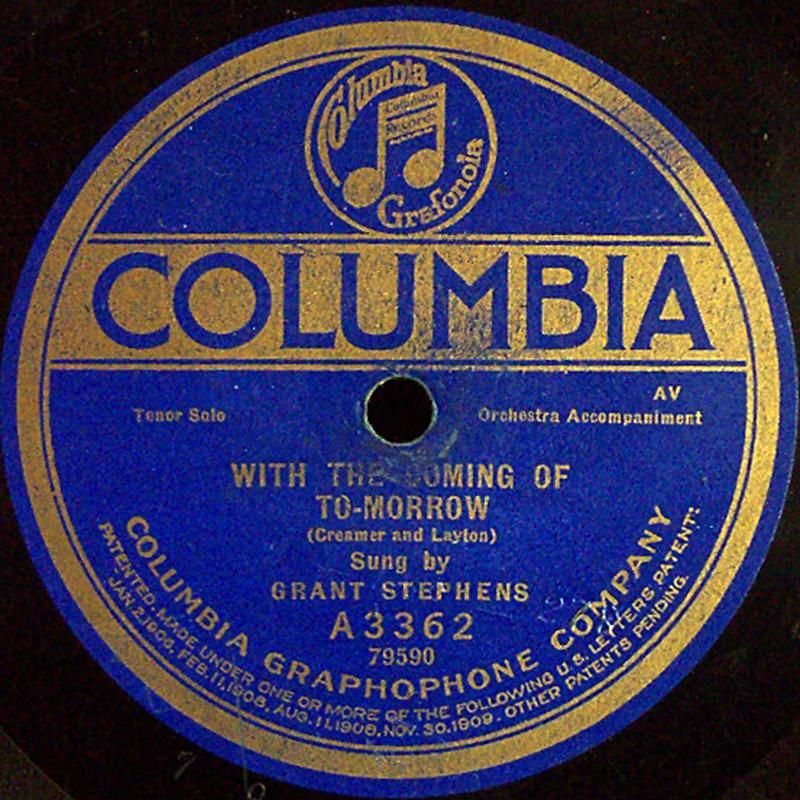 Columbia
Columbia
Records
Grafonola
COLUMBIA
AV
Tenor Solo Orchestra Accompaniment
WITH THE COMING OF
TO-MORROW
(Creamer and Layton)
Sung by
GRANT STEPHENS
A3362
79590
COLUMBIA GRAPHOPHONE COMPANY
PATENTED. MADE UNDER ONE OR MORE OF THE FOLLOWING U.S. LETTERS PATENT:
JAN.2.1906, FEB.11.1908, AUG.11.1908, NOV.30.1909. OTHER PATENTS PENDING.